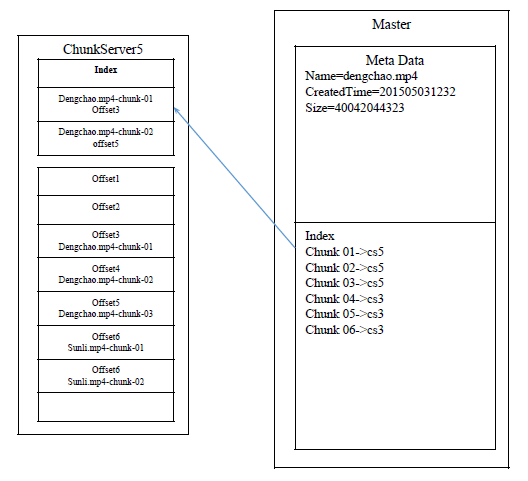 ChunkServer5
Index
Dengchao.mp4-chunk-01
Offset3
Dengchao.mp4-chunk-02
offset5
Offset1
Offset2
Offset3
Dengchao.mp4-chunk-01
Offset4
Dengchao.mp4-chunk-02
Offset5
Dengchao.mp4-chunk-03
Offset6
Sunli.mp4-chunk-01
Offset6
Sunli.mp4-chunk-02
Master
Meta Data
Name=dengchao.mp4
CreatedTime=201505031232
Size=40042044323
Index
Chunk 01->cs5
Chunk 02->cs5
Chunk 03->cs5
Chunk 04->cs3
Chunk 05->cs3
Chunk 06->cs3